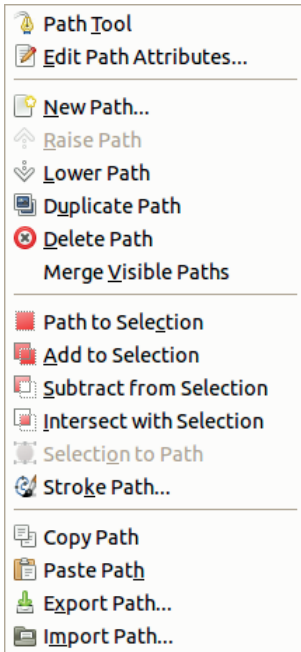 Path Tool
Edit Path Attributes...
New Path...
Raise Path
Lower Path
Duplicate Path
Delete Path
Merge Visible Paths
Path to Selection
Add to Selection
Subtract from Selection
Intersect with Selection
Selection to Path
Stroke Path...
Copy Path
Paste Path
Export Path...
Import Path...